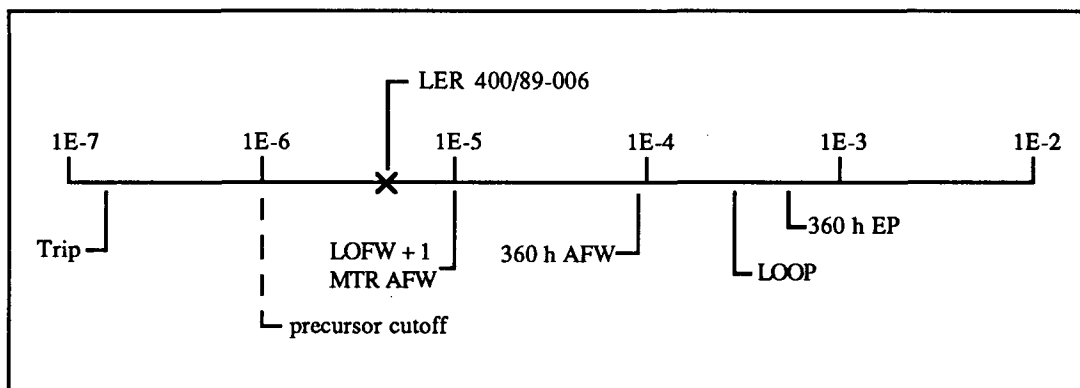 LER 400/89-006
1E-7 1E-6 1E-5 1E-4 1E-3 1E-2
Trip
LOFW + 1
MTR AFW
360 h AFW
LOOP
360 h EP
precursor cutoff